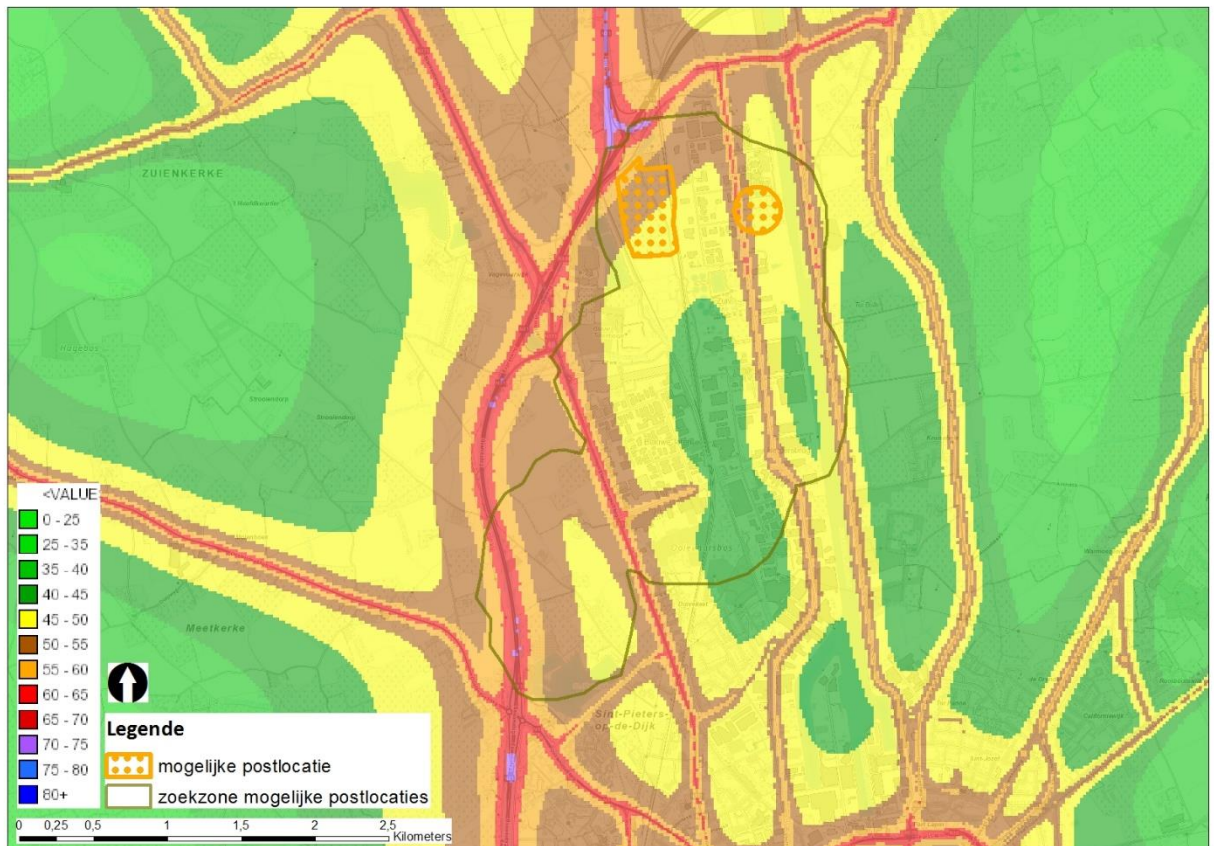 ZUIENKERKE
Meetkerke
Sint-Pieters-
op-de-Dijk
<VALUE
0 - 25
25 - 35
35 - 40
40 - 45
45 - 50
50 - 55
55 - 60
60 - 65
65 - 70
70 - 75
75 - 80
80+
Legende
mogelijke postlocatie
zoekzone mogelijke postlocaties
0 0,25 0,5 1 1,5 2 2,5
Kilometers